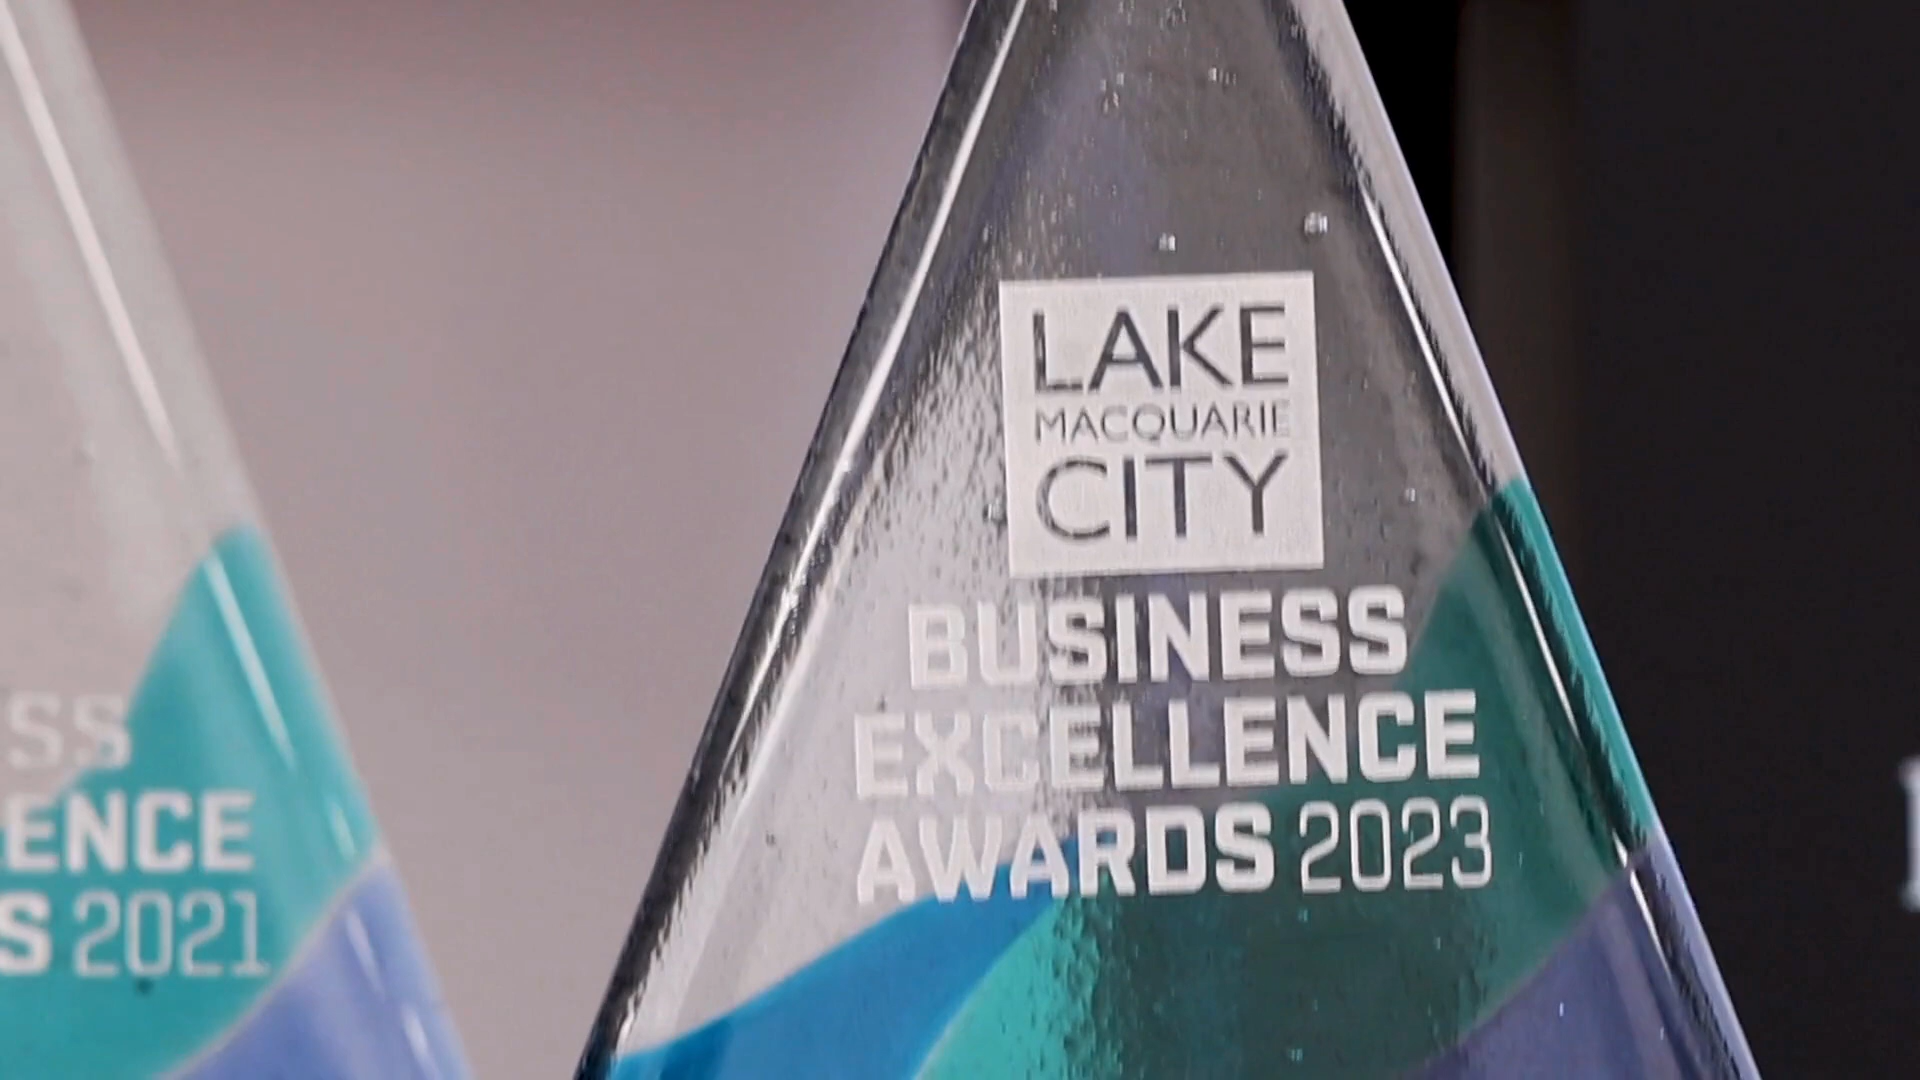 LAKE
MACQUARIE
CITY
BUSINESS
EXCELLENCE
AWARDS 2023
SS
ENCE
S 2021